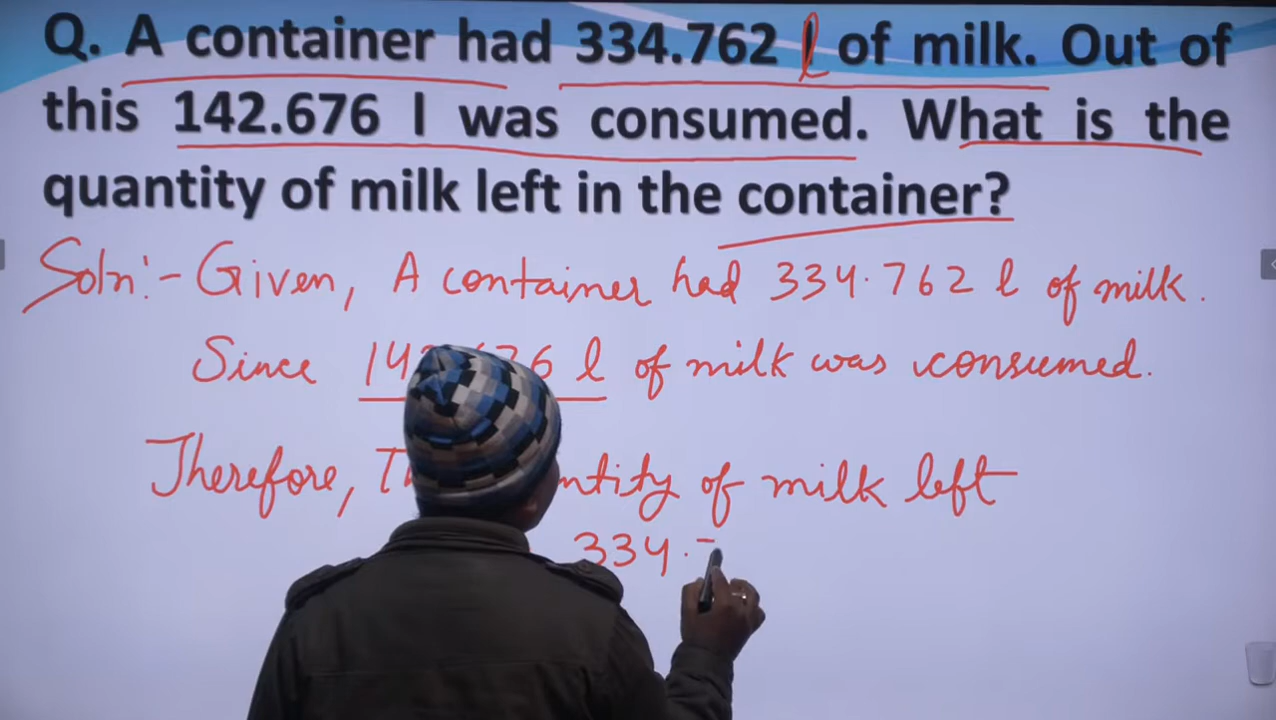 Q. A container had 334.762 l of milk. Out of
this 142.676 l was consumed. What is the
quantity of milk left in the container?
Soln:- Given, A container had 334.762 l of milk.
Since l of milk was consumed.
Therefore, of milk left
334.